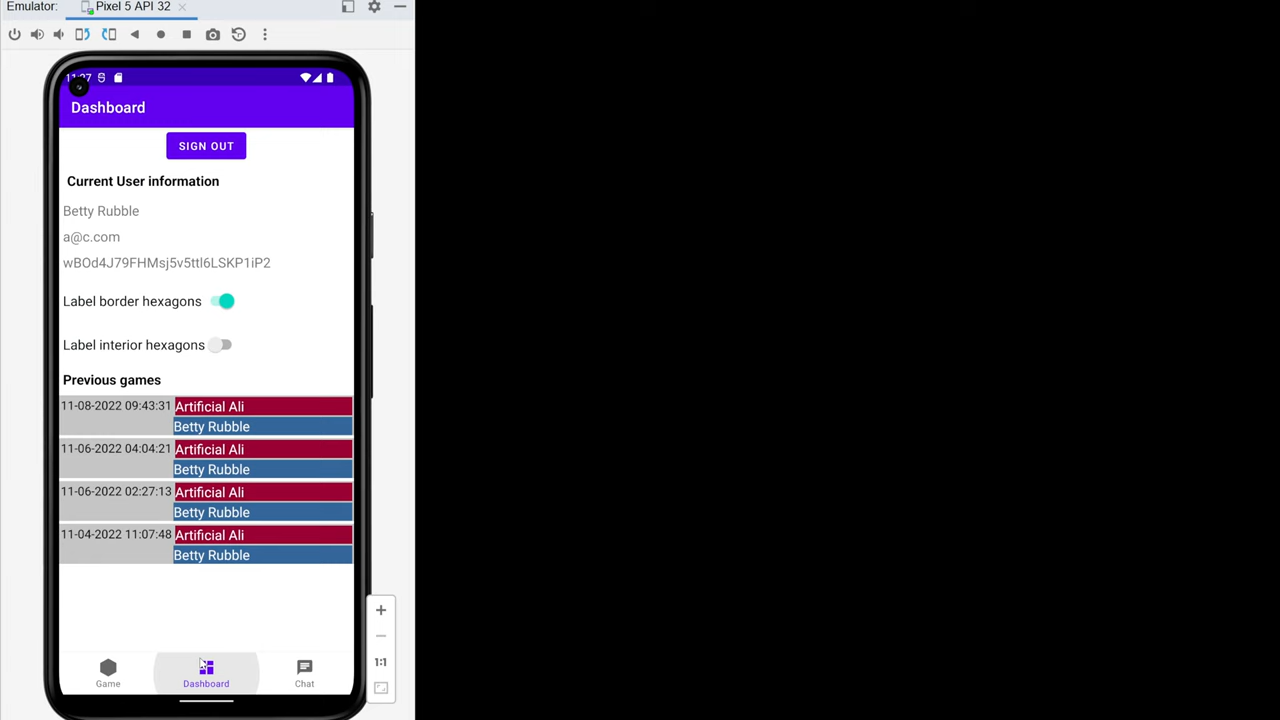 Emulator: Pixel 5 API 32
11:27
Dashboard
SIGN OUT
Current User information
Betty Rubble
a@c.com
wBOd4J79FHMsj5v5ttl6LSKP1iP2
Label border hexagons
Label interior hexagons
Previous games
11-08-2022 09:43:31 Artificial Ali
Betty Rubble
11-06-2022 04:04:21 Artificial Ali
Betty Rubble
11-06-2022 02:27:13 Artificial Ali
Betty Rubble
11-04-2022 11:07:48 Artificial Ali
Betty Rubble
1:1
Game Dashboard Chat